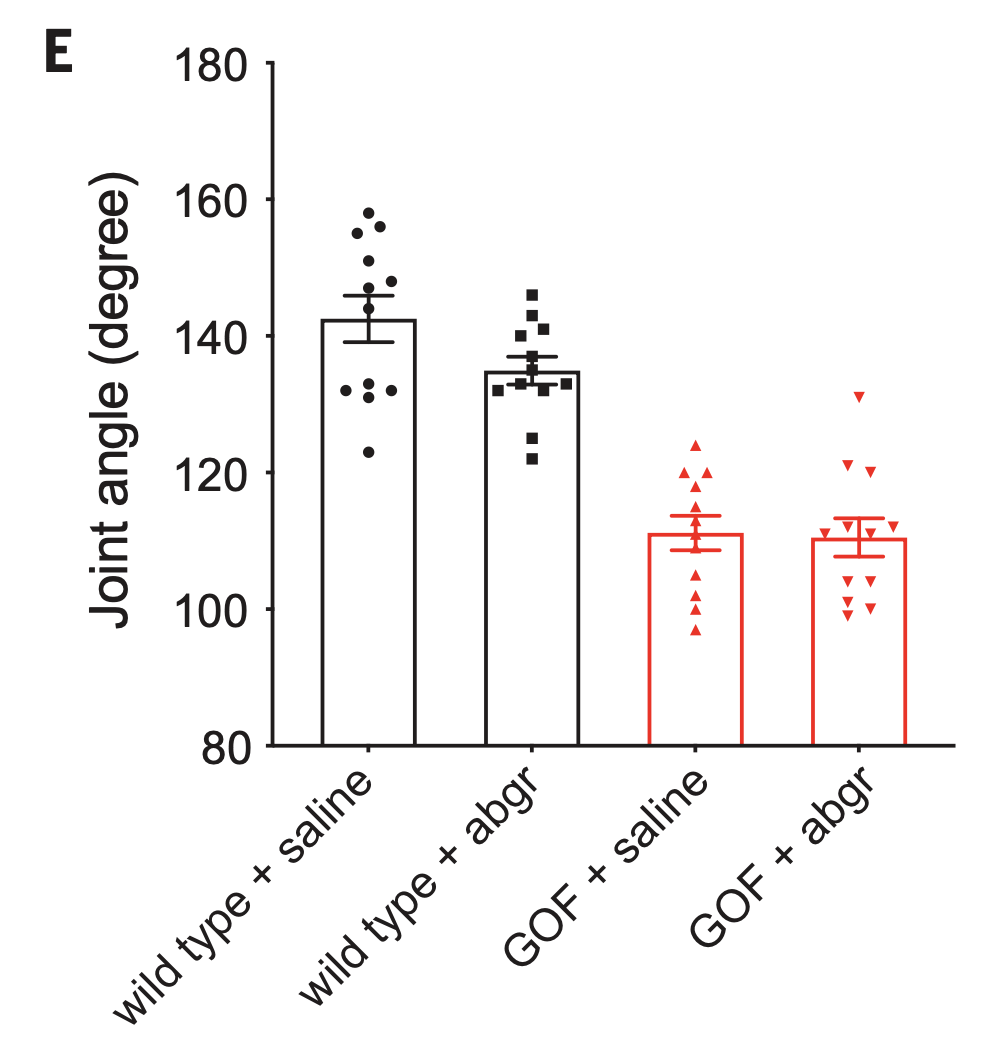 E
180
160
140
120
100
80
Joint angle (degree)
wild type + saline
wild type + abgr
GOF + saline
GOF + abgr